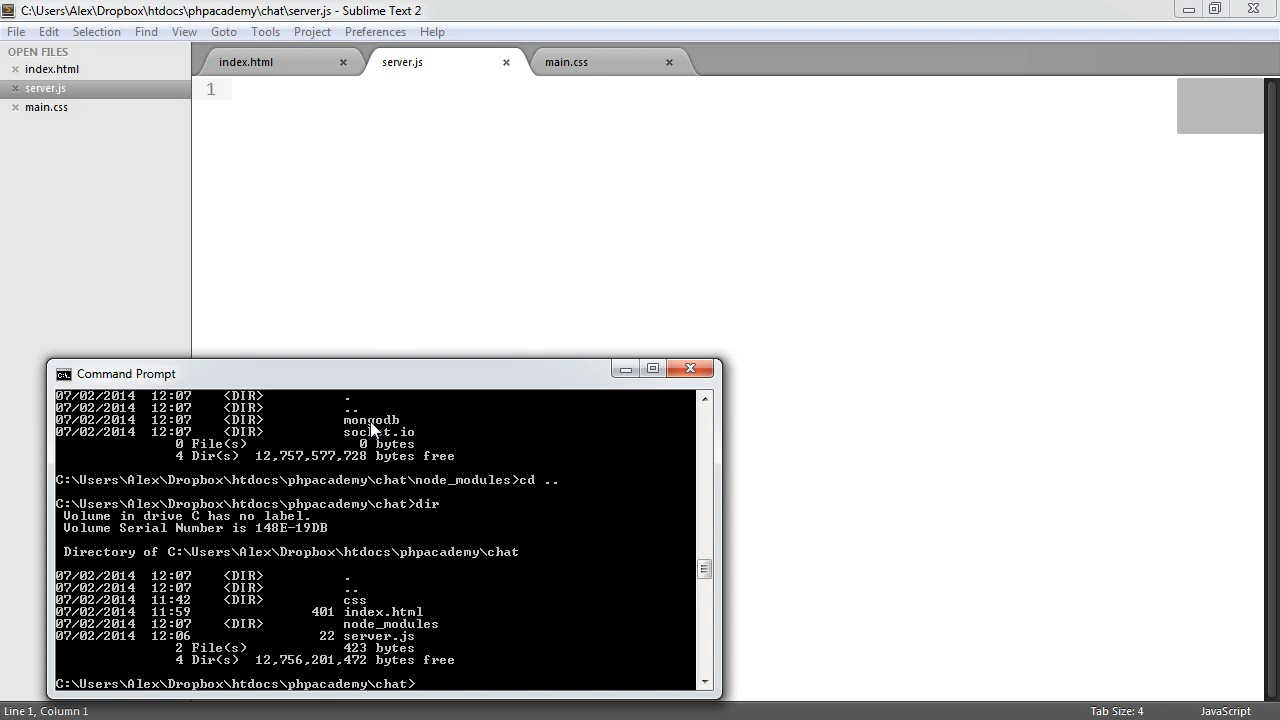 C:\Users\Alex\Dropbox\htdocs\phpacademy\chat\server.js - Sublime Text 2
File Edit Selection Find View Goto Tools Project Preferences Help
OPEN FILES
index.html
server.js
main.css
index.html server.js main.css
1
Command Prompt
07/02/2014 12:07 <DIR> .
07/02/2014 12:07 <DIR> ..
07/02/2014 12:07 <DIR> mongodb
07/02/2014 12:07 <DIR> socket.io
0 File(s) 0 bytes
4 Dir(s) 12,757,577,728 bytes free
C:\Users\Alex\Dropbox\htdocs\phpacademy\chat\node_modules>cd ..
C:\Users\Alex\Dropbox\htdocs\phpacademy\chat>dir
Volume in drive C has no label.
Volume Serial Number is 148E-19DB
Directory of C:\Users\Alex\Dropbox\htdocs\phpacademy\chat
07/02/2014 12:07 <DIR> .
07/02/2014 12:07 <DIR> ..
07/02/2014 11:42 <DIR> css
07/02/2014 11:59 401 index.html
07/02/2014 12:07 <DIR> node_modules
07/02/2014 12:06 22 server.js
2 File(s) 423 bytes
4 Dir(s) 12,756,201,472 bytes free
C:\Users\Alex\Dropbox\htdocs\phpacademy\chat>
Line 1, Column 1 Tab Size: 4 JavaScript